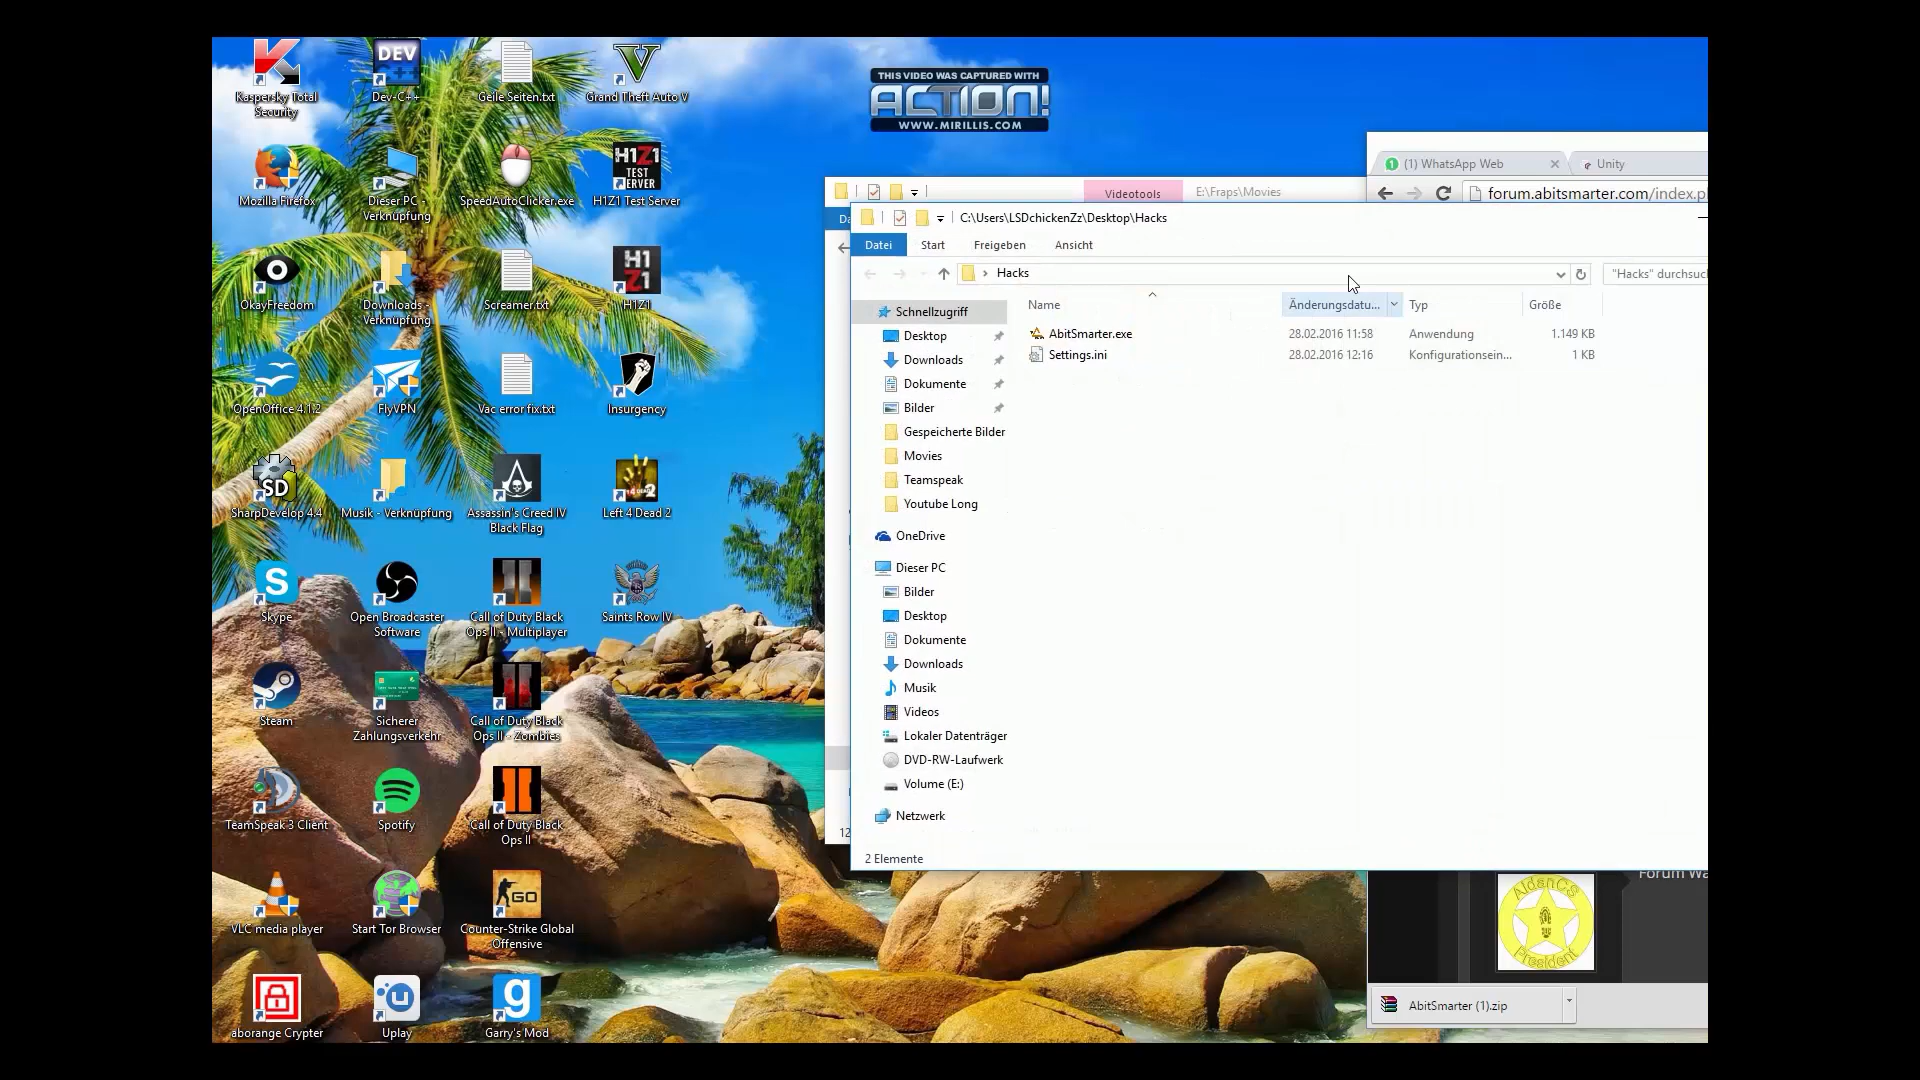 Kaspersky Total
Security
DEV
C++
Dev-C++
Geile Seiten.txt
Grand Theft Auto V
THIS VIDEO WAS CAPTURED WITH
ACTION!
WWW.MIRILLIS.COM
Mozilla Firefox
Dieser PC -
Verknüpfung
SpeedAutoClicker.exe
H1Z1
TEST
SERVER
H1Z1 Test Server
OkayFreedom
Downloads -
Verknüpfung
Screamer.txt
H1
Z1
H1Z1
OpenOffice 4.1.2
FlyVPN
Vac error fix.txt
Insurgency
SD
SharpDevelop 4.4
Musik - Verknüpfung
Assassin's Creed IV
Black Flag
2
Left 4 Dead 2
S
Skype
Open Broadcaster
Software
Call of Duty Black
Ops II - Multiplayer
Saints Row IV
Steam
Sicherer
Zahlungsverkehr
Call of Duty Black
Ops II - Zombies
TeamSpeak 3 Client
Spotify
Call of Duty Black
Ops II
VLC media player
Start Tor Browser
GO
Counter-Strike Global
Offensive
aborange Crypter
u
Uplay
g
Garry's Mod
Videotools
E:\Fraps\Movies
Da
12
1 (1) WhatsApp Web
Unity
forum.abitsmarter.com/index.p
C:\Users\LSDchickenZz\Desktop\Hacks
Datei Start Freigeben Ansicht
Hacks
"Hacks" durchsuc
Name Änderungsdatu... Typ Größe
AbitSmarter.exe 28.02.2016 11:58 Anwendung 1.149 KB
Settings.ini 28.02.2016 12:16 Konfigurationsein... 1 KB
Schnellzugriff
Desktop
Downloads
Dokumente
Bilder
Gespeicherte Bilder
Movies
Teamspeak
Youtube Long
OneDrive
Dieser PC
Bilder
Desktop
Dokumente
Downloads
Musik
Videos
Lokaler Datenträger
DVD-RW-Laufwerk
Volume (E:)
Netzwerk
2 Elemente
Forum Wa
AldanCS
President
AbitSmarter (1).zip